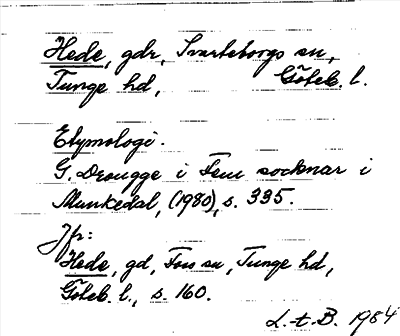 Hede, gdr, Svarteborgs sn,
Tunge hd, Göteb. l.
Etymologi.
G. Drougge i Fem socknar i
Munkedal, (1980), s. 335.
Jfr:
Hede, gd, Foss sn, Tunge hd,
Göteb. l., s. 160.
L.-t. B. 1984